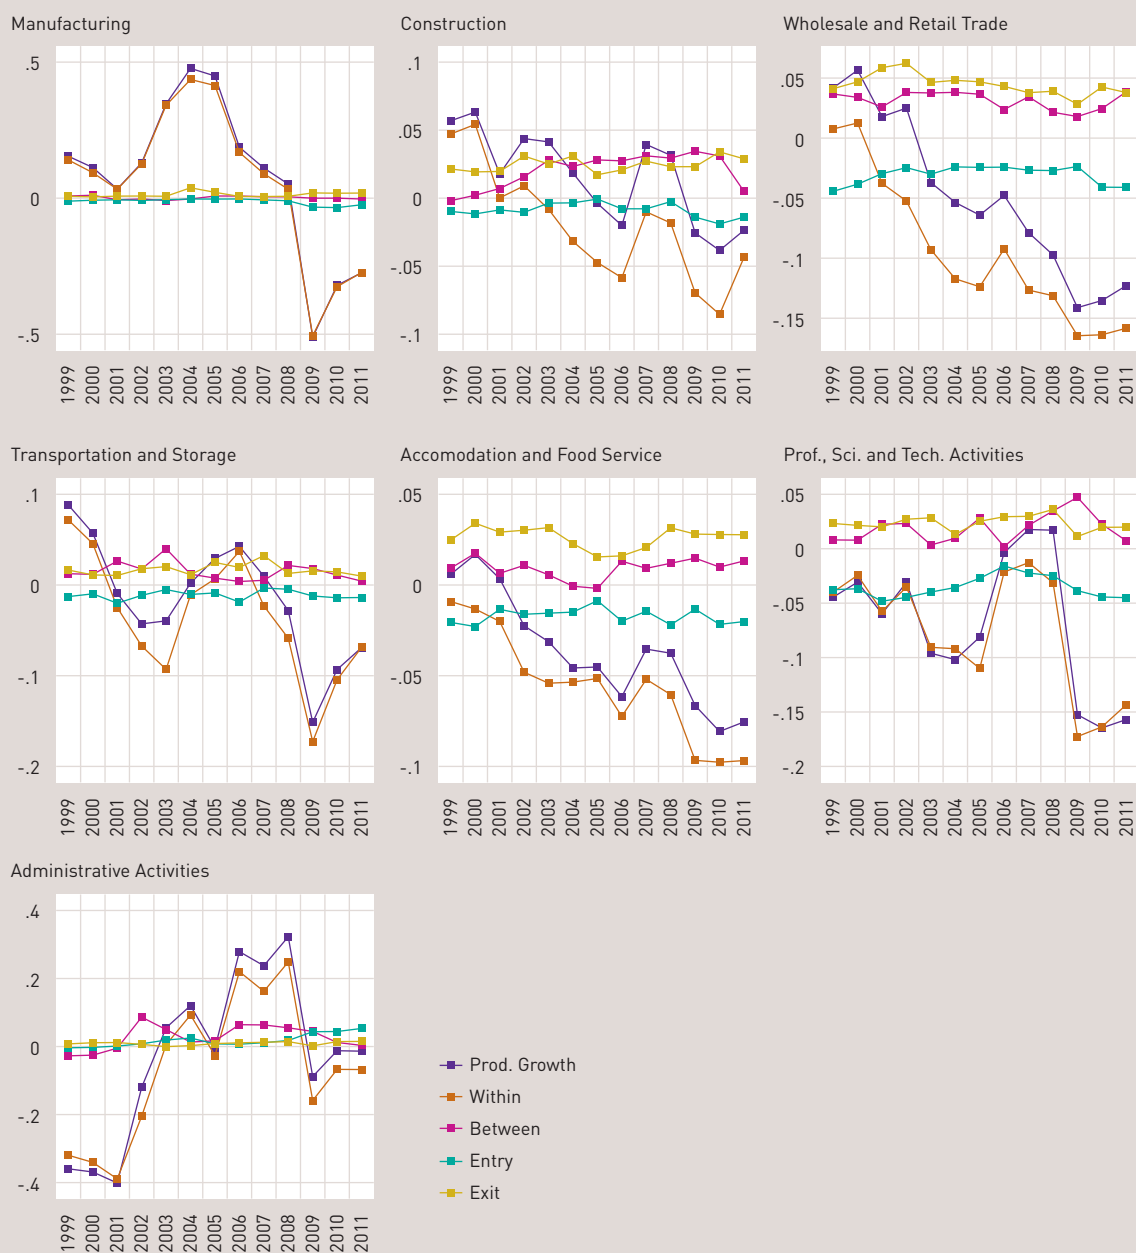 Manufacturing
.5
0
-.5
1999 2000 2001 2002 2003 2004 2005 2006 2007 2008 2009 2010 2011
Construction
.1
.05
0
-.05
-.1
1999 2000 2001 2002 2003 2004 2005 2006 2007 2008 2009 2010 2011
Wholesale and Retail Trade
.05
0
-.05
-.1
-.15
1999 2000 2001 2002 2003 2004 2005 2006 2007 2008 2009 2010 2011
Transportation and Storage
.1
0
-.1
-.2
1999 2000 2001 2002 2003 2004 2005 2006 2007 2008 2009 2010 2011
Accomodation and Food Service
.05
0
-.05
-.1
1999 2000 2001 2002 2003 2004 2005 2006 2007 2008 2009 2010 2011
Prof., Sci. and Tech. Activities
.05
0
-.05
-.1
-.15
-.2
1999 2000 2001 2002 2003 2004 2005 2006 2007 2008 2009 2010 2011
Administrative Activities
.4
.2
0
-.2
-.4
1999 2000 2001 2002 2003 2004 2005 2006 2007 2008 2009 2010 2011
Prod. Growth
Within
Between
Entry
Exit